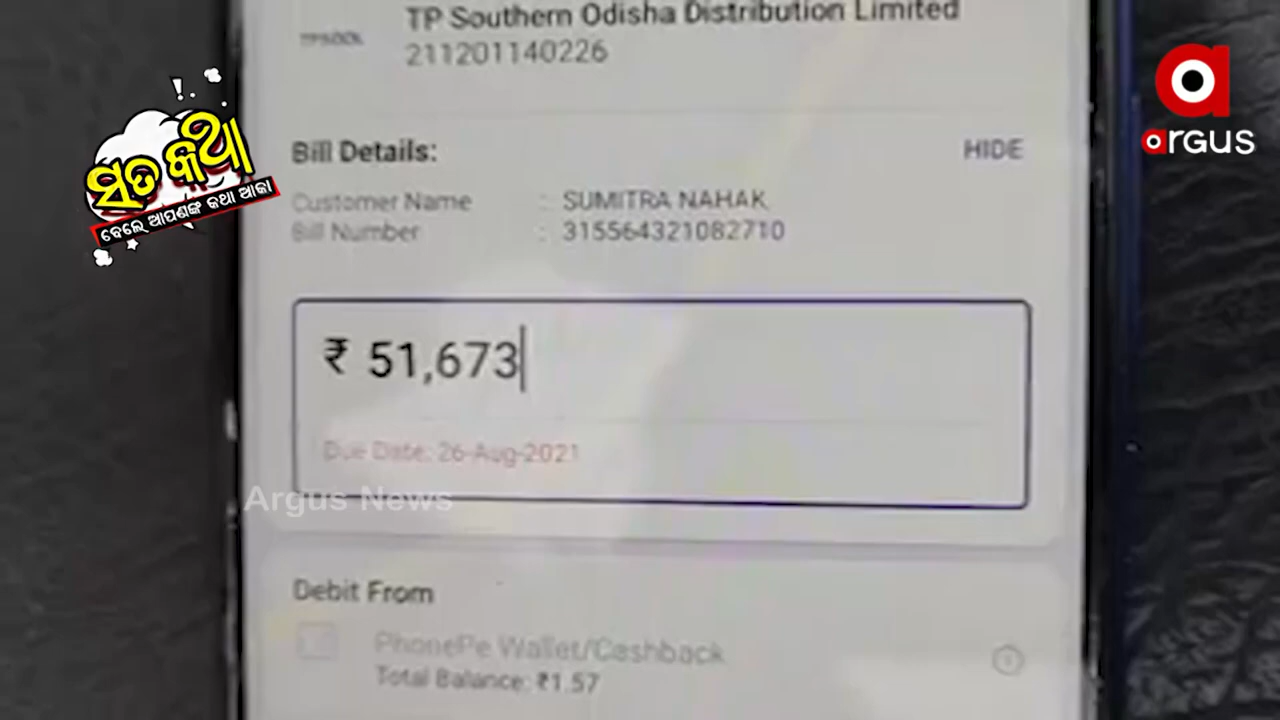 TP Southern Odisha Distribution Limited
TPSODL
211201140226
!.
ସତ କଥା
ବେଲେ ଆପଣଙ୍କ କଥା ଆକା
argus
Bill Details:
HIDE
Customer Name : SUMITRA NAHAK
Bill Number : 315564321082710
₹ 51,673
Due Date: 26-Aug-2021
Argus News
Debit From
PhonePe Wallet/Cashback
Total Balance: ₹1.57